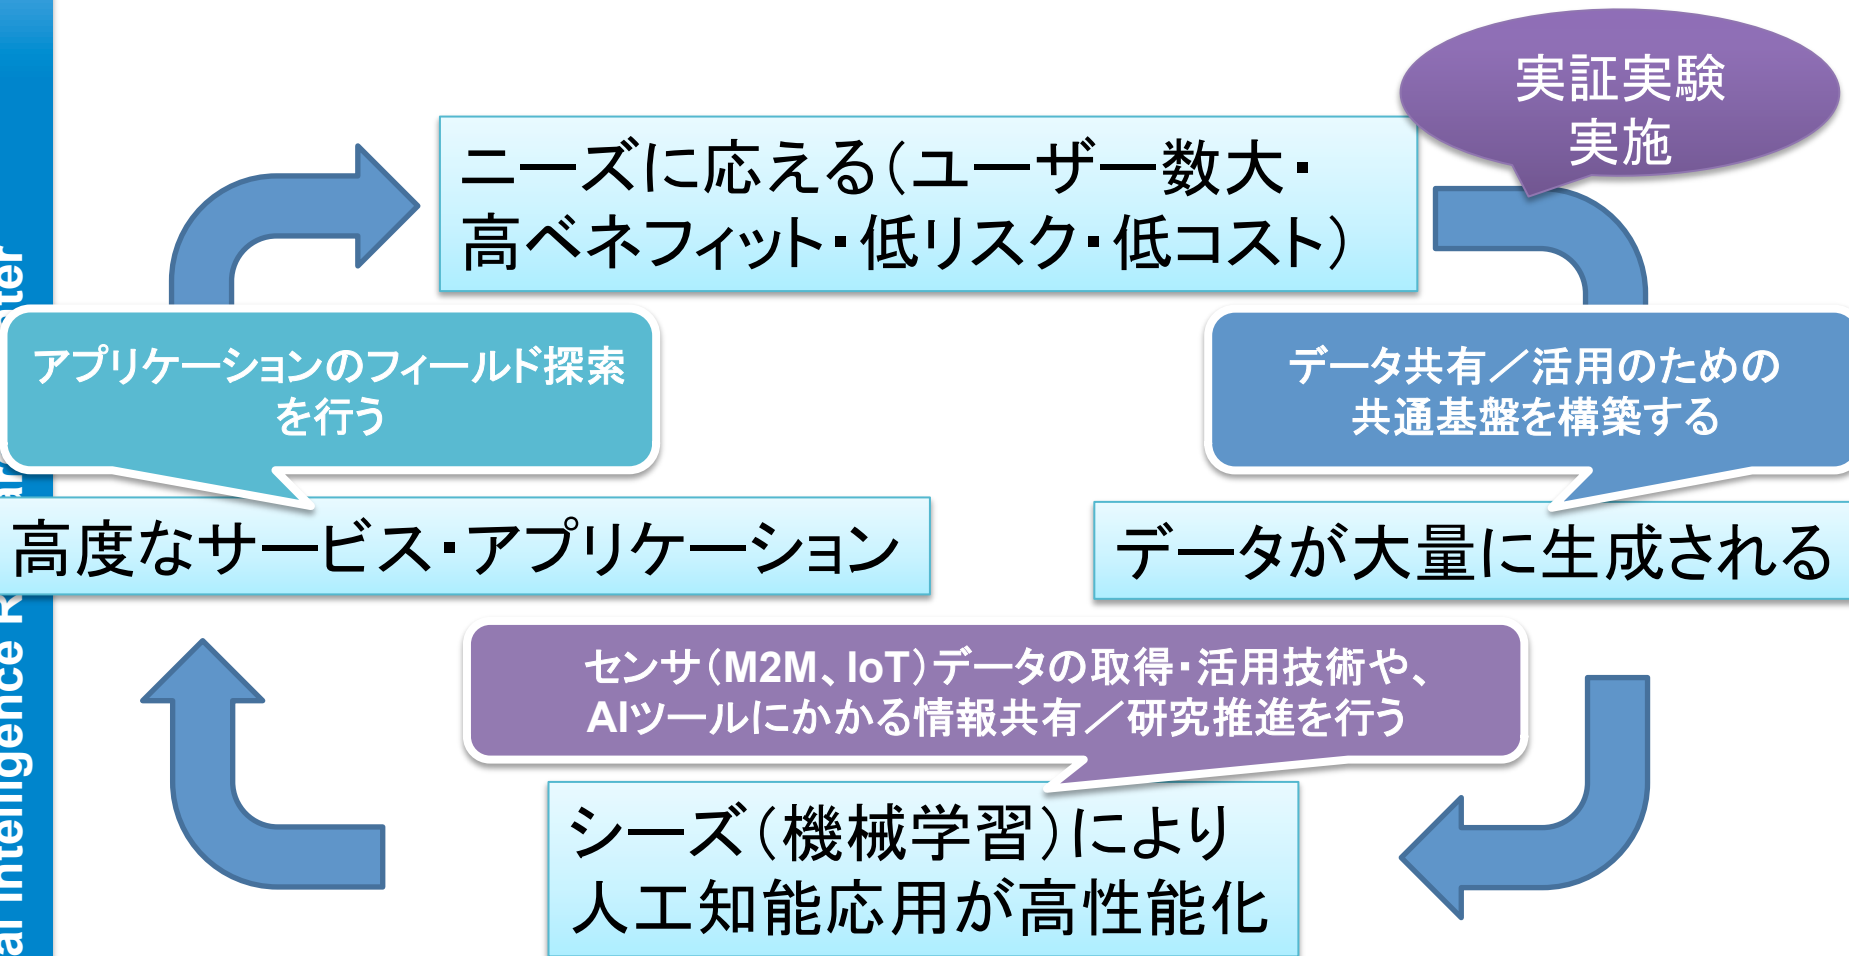 実証実験
実施
ニーズに応える（ユーザー数大・
高ベネフィット・低リスク・低コスト）
アプリケーションのフィールド探索
を行う
データ共有／活用のための
共通基盤を構築する
高度なサービス・アプリケーション
データが大量に生成される
センサ（M2M、IoT）データの取得・活用技術や、
AIツールにかかる情報共有／研究推進を行う
シーズ（機械学習）により
人工知能応用が高性能化
Intelligence